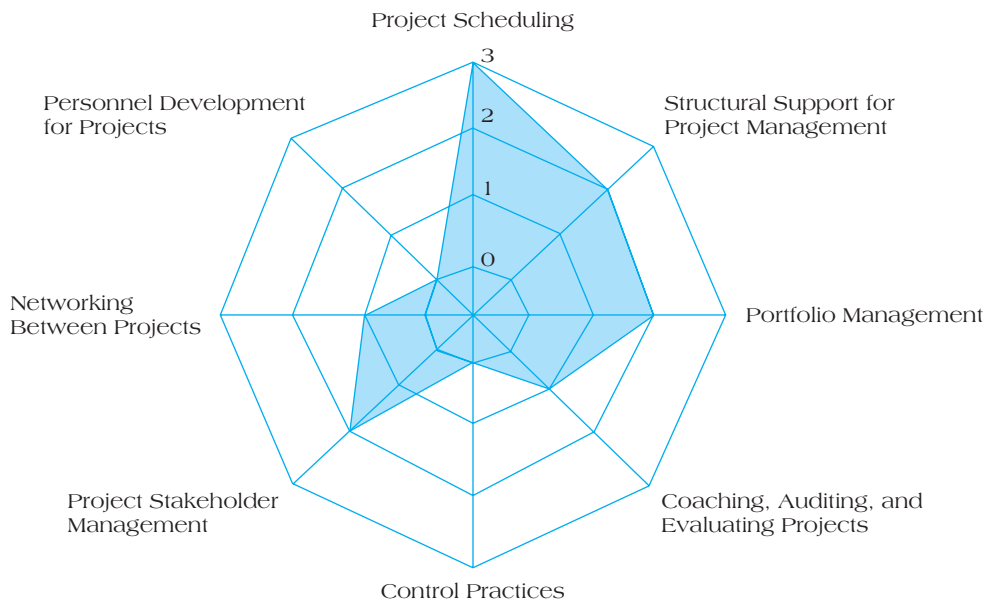 Project Scheduling
3
Personnel Development
for Projects
Structural Support for
Project Management
2
1
0
Networking
Between Projects
Portfolio Management
Project Stakeholder
Management
Coaching, Auditing, and
Evaluating Projects
Control Practices